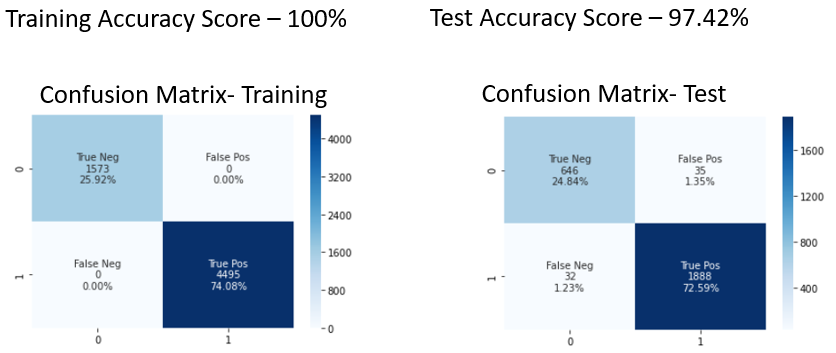 Training Accuracy Score – 100%
Test Accuracy Score – 97.42%
Confusion Matrix- Training
True Neg
1573
25.92%
False Pos
0
0.00%
False Neg
0
0.00%
True Pos
4495
74.08%
0
1
0
1
4000
3200
2400
1600
800
0
Confusion Matrix- Test
True Neg
646
24.84%
False Pos
35
1.35%
False Neg
32
1.23%
True Pos
1888
72.59%
0
1
0
1
1600
1200
800
400